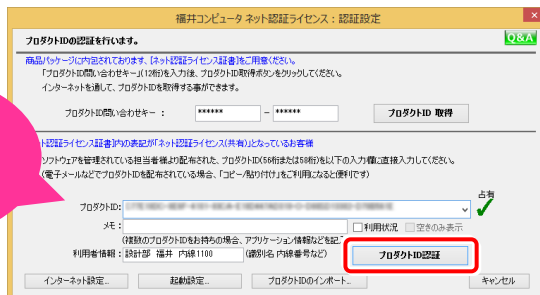 福井コンピュータ ネット認証ライセンス：認証設定
プロダクトIDの認証を行います。
Q&A
商品パッケージに内包されております、[ネット認証ライセンス証書]をご用意ください。
「プロダクトID問い合わせキー」(12桁)を入力後、プロダクトID取得ボタンをクリックしてください。
インターネットを通して、プロダクトIDを取得する事ができます。
プロダクトID問い合わせキー ： ****** － ****** プロダクトID 取得
ネット認証ライセンス証書]内の表記が「ネット認証ライセンス(共有)」となっているお客様
ソフトウェアを管理されている担当者様より配布された、プロダクトID(56桁または58桁)を以下の入力欄に直接入力してください。
(電子メールなどでプロダクトIDを配布されている場合、「コピー/貼り付け」をご利用になると便利です)
占有
プロダクトID:
メモ： 利用状況 空きのみ表示
(複数のプロダクトIDをお持ちの場合、アプリケーション情報などを記
利用者情報： 設計部 福井 内線1100 (識別名 内線番号など) プロダクトID認証
インターネット設定... 起動設定... プロダクトIDのインポート... キャンセル